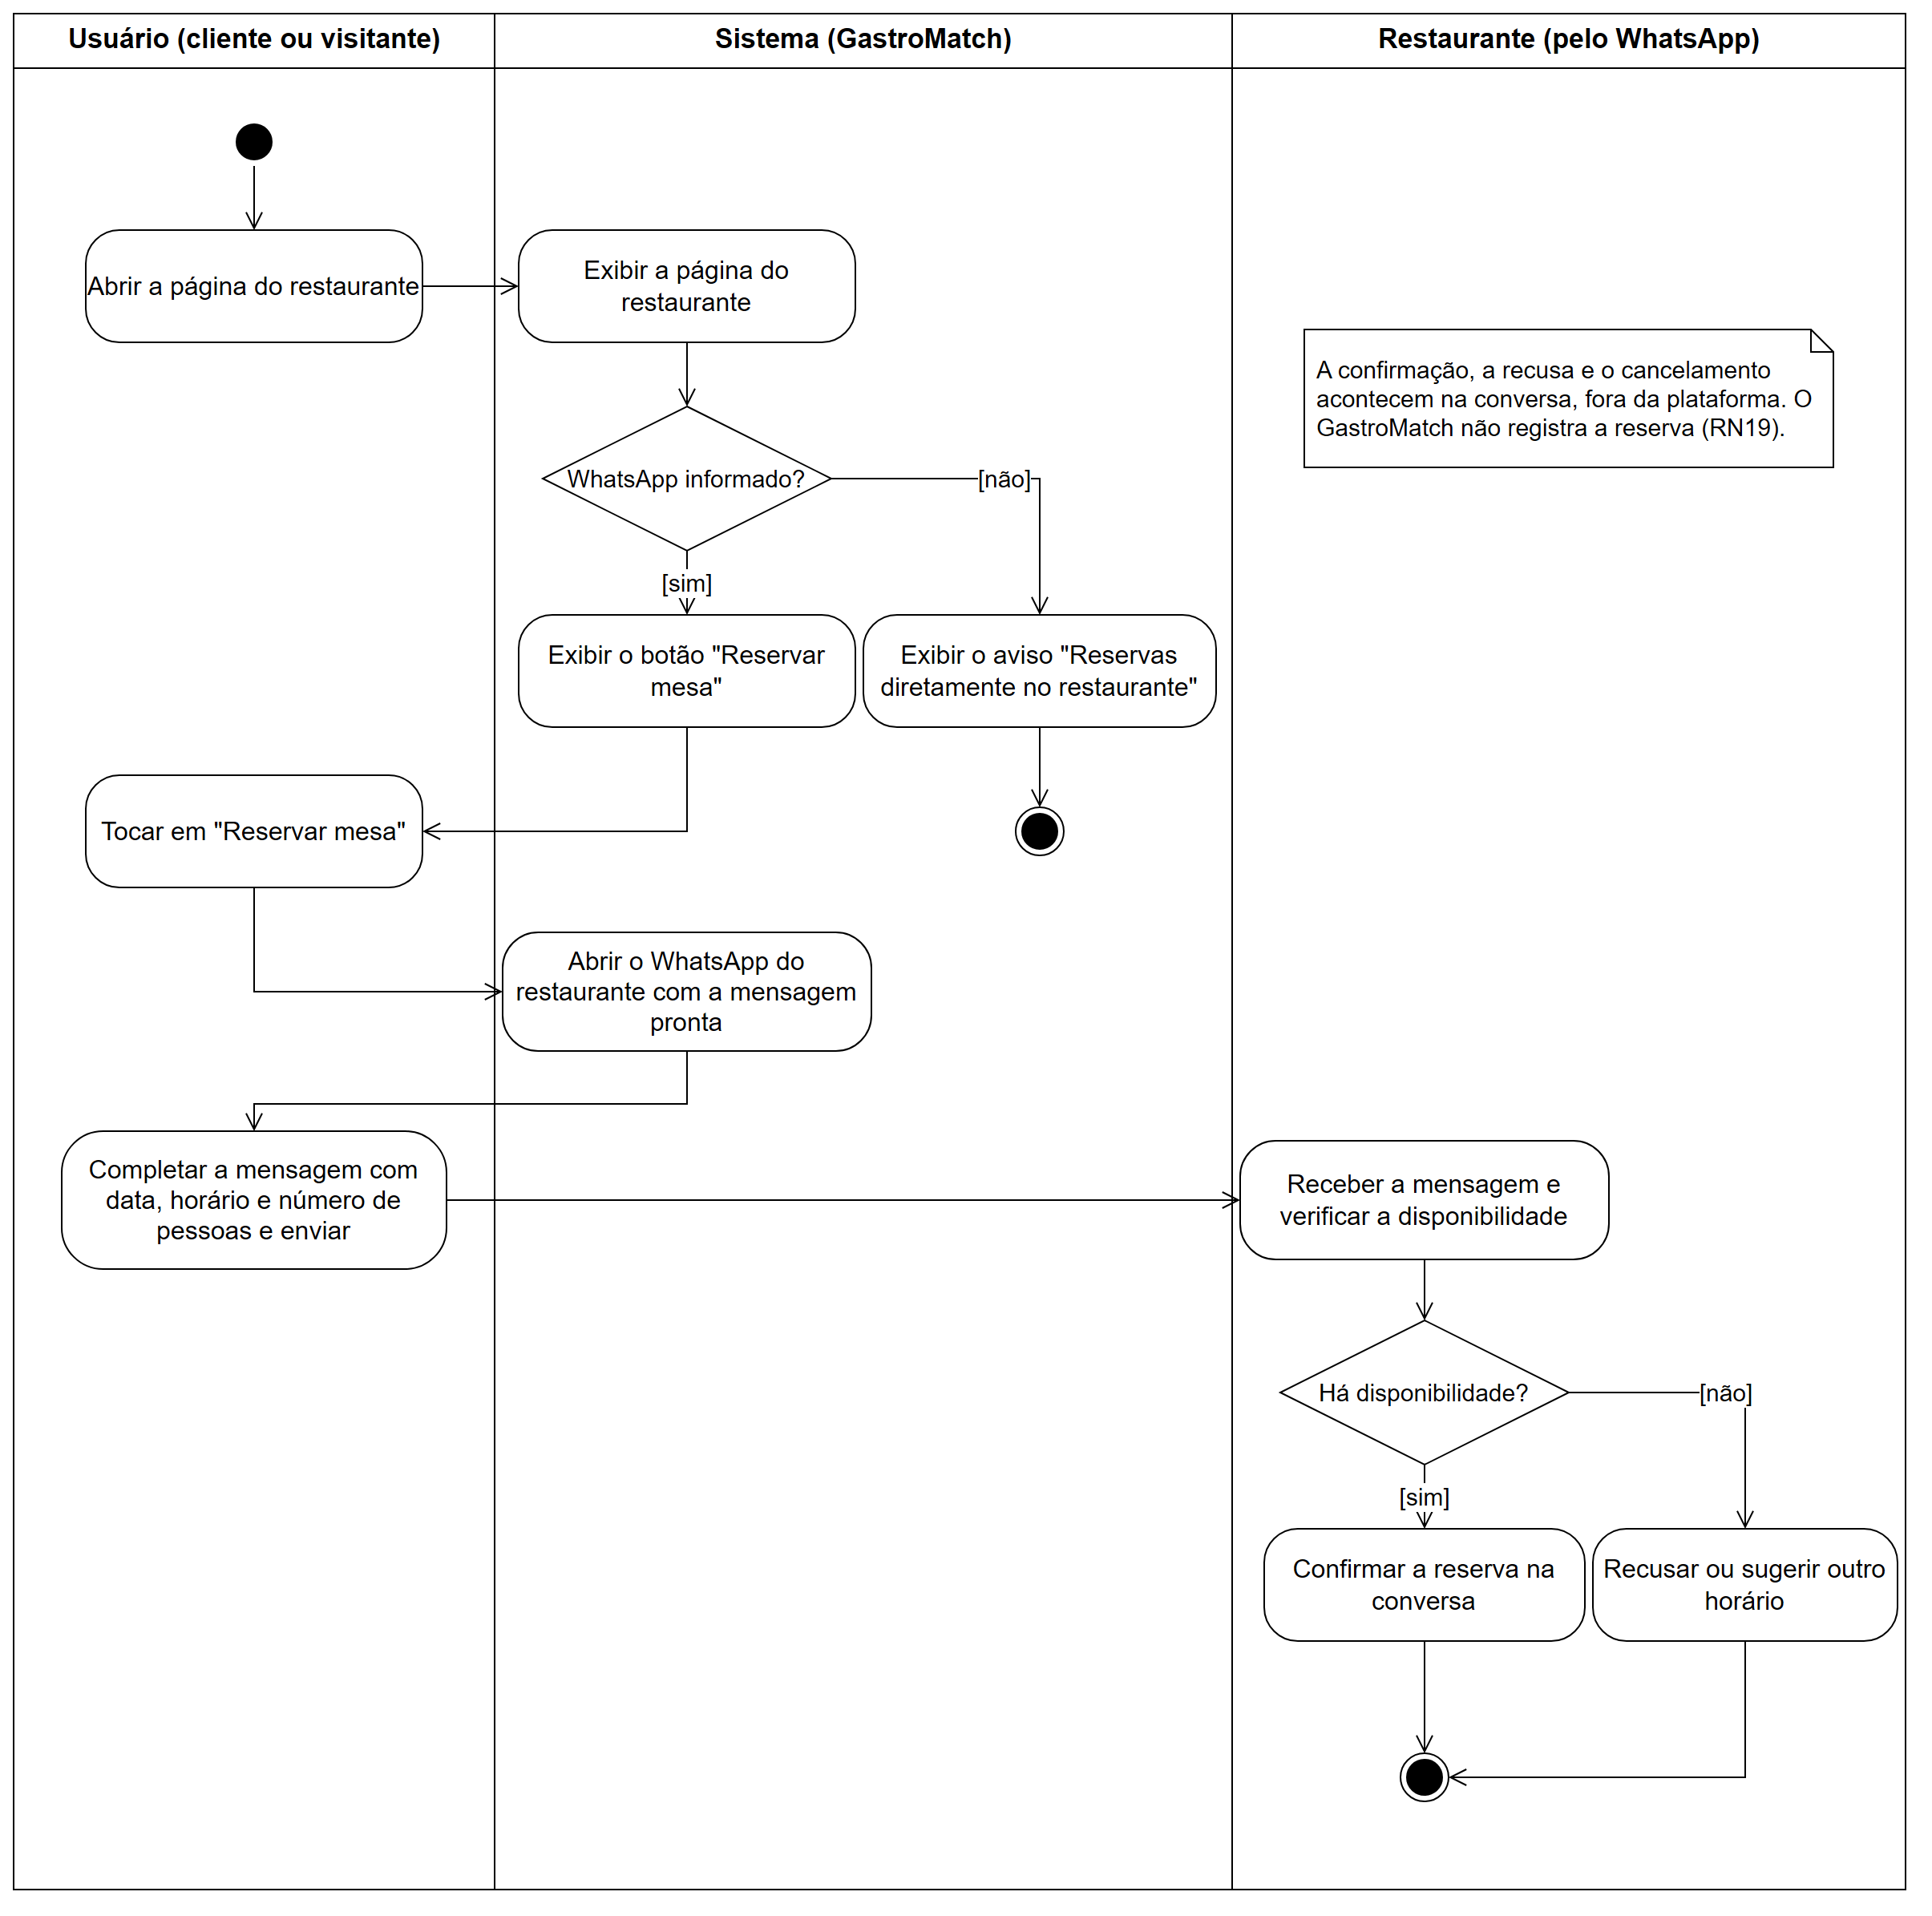 Usuário (cliente ou visitante)
Sistema (GastroMatch)
Restaurante (pelo WhatsApp)
Abrir a página do restaurante
Exibir a página do
restaurante
A confirmação, a recusa e o cancelamento
acontecem na conversa, fora da plataforma. O
GastroMatch não registra a reserva (RN19).
WhatsApp informado?
[não]
[sim]
Exibir o botão "Reservar
mesa"
Exibir o aviso "Reservas
diretamente no restaurante"
Tocar em "Reservar mesa"
Abrir o WhatsApp do
restaurante com a mensagem
pronta
Completar a mensagem com
data, horário e número de
pessoas e enviar
Receber a mensagem e
verificar a disponibilidade
Há disponibilidade?
[não]
[sim]
Confirmar a reserva na
conversa
Recusar ou sugerir outro
horário